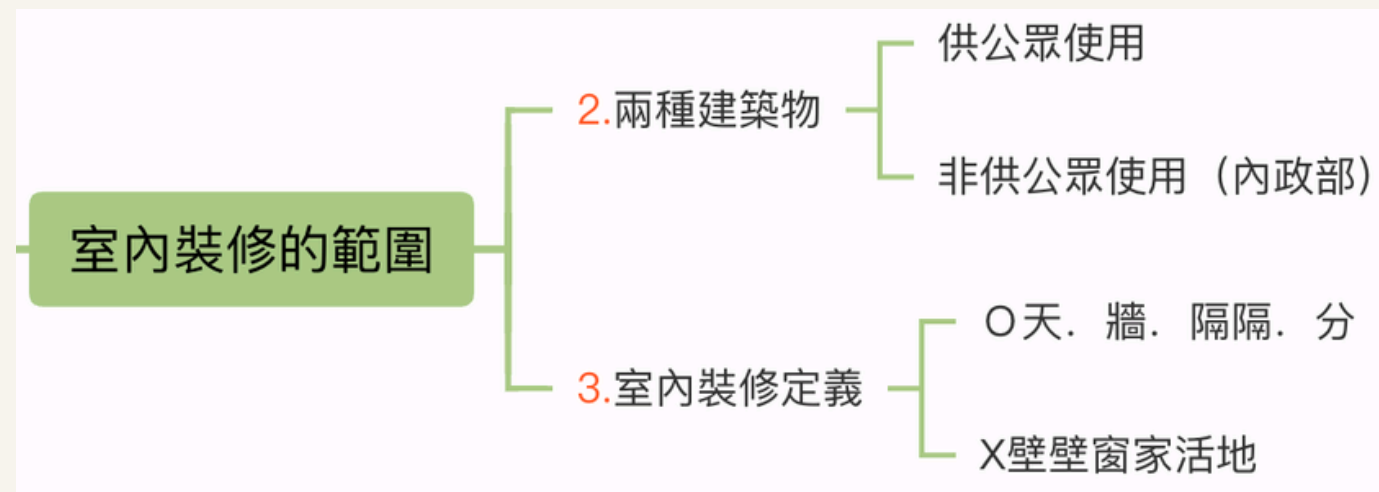 室內裝修的範圍
2.兩種建築物
供公眾使用
非供公眾使用（內政部）
3.室內裝修定義
O天．牆．隔隔．分
X壁壁窗家活地